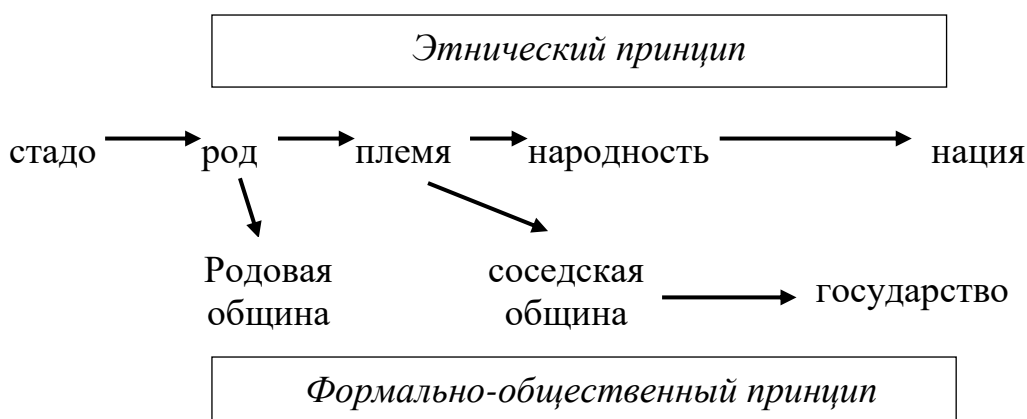 Этнический принцип
стадо род племя народность нация
Родовая соседская
община община государство
Формально-общественный принцип